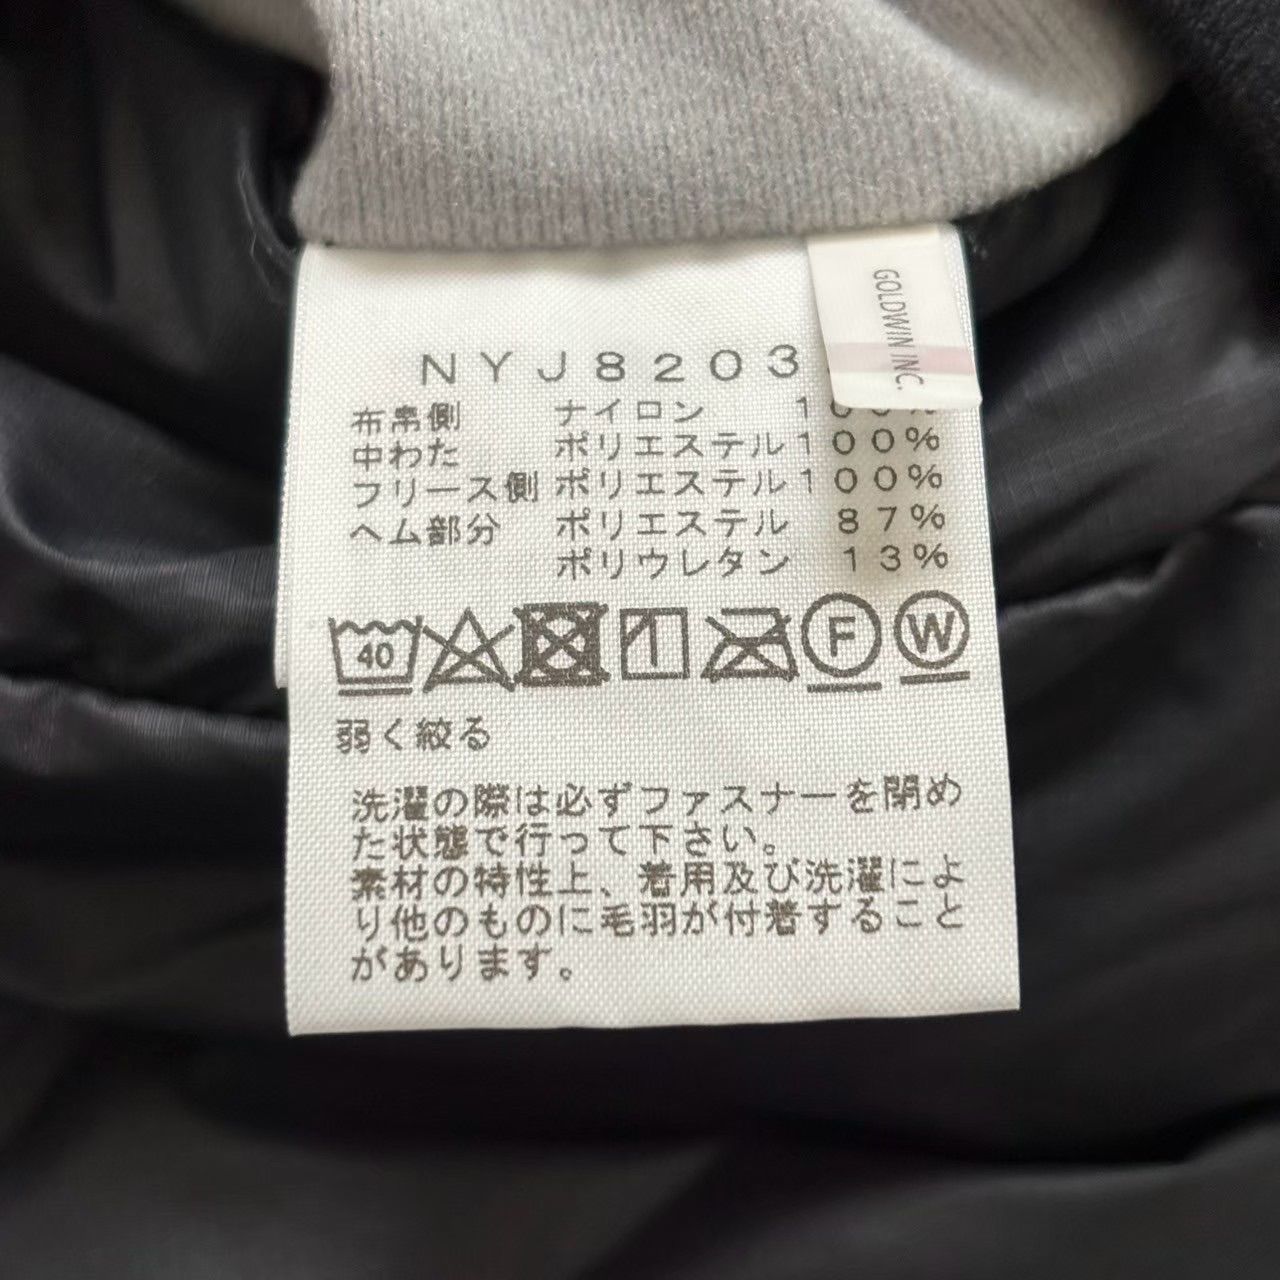 GOLDWIN INC.
NYJ8203
布帛側 ナイロン 100%
中わた ポリエステル100%
フリース側 ポリエステル100%
ヘム部分 ポリエステル 87%
ポリウレタン 13%
40 F W
弱く絞る
洗濯の際は必ずファスナーを閉め
た状態で行って下さい。
素材の特性上、着用及び洗濯によ
り他のものに毛羽が付着すること
があります。